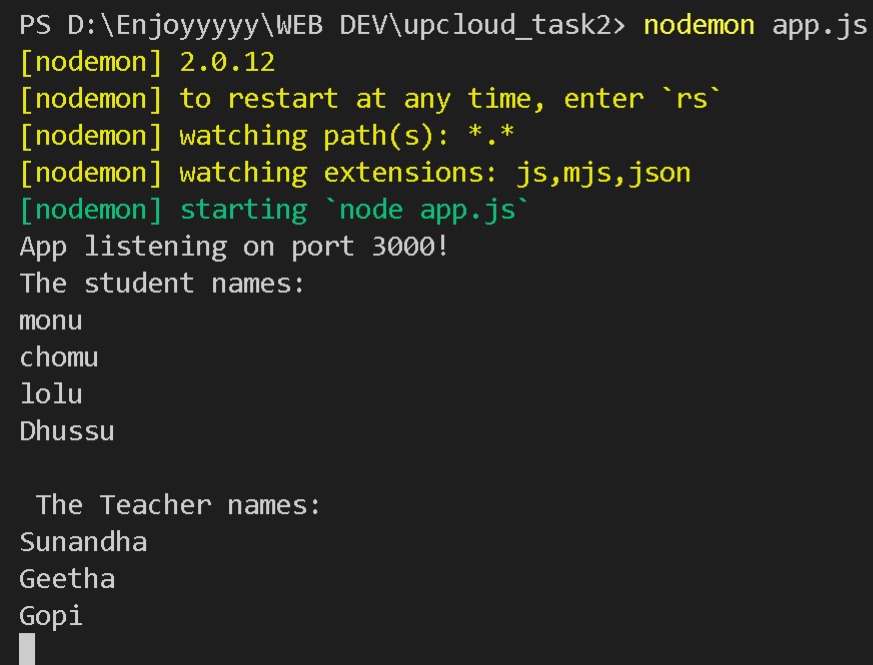 PS D:\Enjoyyyyy\WEB DEV\upcloud_task2> nodemon app.js
[nodemon] 2.0.12
[nodemon] to restart at any time, enter `rs`
[nodemon] watching path(s): *.*
[nodemon] watching extensions: js,mjs,json
[nodemon] starting `node app.js`
App listening on port 3000!
The student names:
monu
chomu
lolu
Dhussu
The Teacher names:
Sunandha
Geetha
Gopi